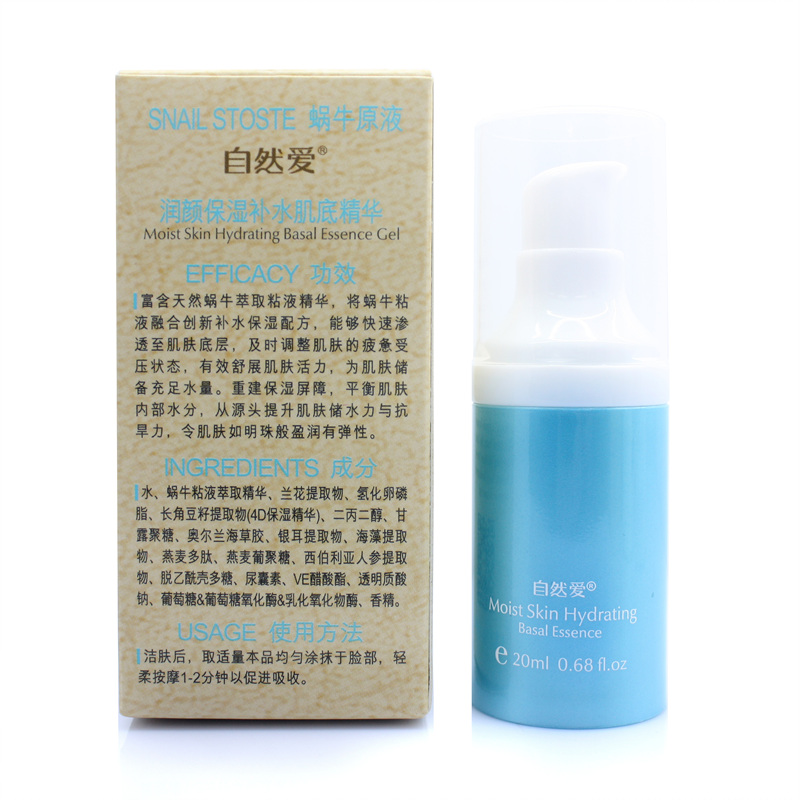 SNAIL STOSTE 蜗牛原液
自然爱®
润颜保湿补水肌底精华
Moist Skin Hydrating Basal Essence Gel
EFFICACY 功效
富含天然蜗牛萃取粘液精华，将蜗牛粘
液融合创新补水保湿配方，能够快速渗
透至肌肤底层，及时调整肌肤的疲惫受
压状态，有效舒展肌肤活力，为肌肤储
备充足水量。重建保湿屏障，平衡肌肤
内部水分，从源头提升肌肤储水力与抗
旱力，令肌肤如明珠般盈润有弹性。
INGREDIENTS 成分
水、蜗牛粘液萃取精华、兰花提取物、氢化卵磷
脂、长角豆籽提取物(4D保湿精华)、二丙二醇、甘
露聚糖、奥尔兰海草胶、银耳提取物、海藻提取
物、燕麦多肽、燕麦葡聚糖、西伯利亚人参提取
物、脱乙酰壳多糖、尿囊素、VE醋酸酯、透明质酸
钠、葡萄糖&葡萄糖氧化酶&乳化氧化物酶、香精。
USAGE 使用方法
洁肤后，取适量本品均匀涂抹于脸部，轻
柔按摩1-2分钟以促进吸收。
自然爱®
Moist Skin Hydrating
Basal Essence
e 20ml 0.68 fl.oz